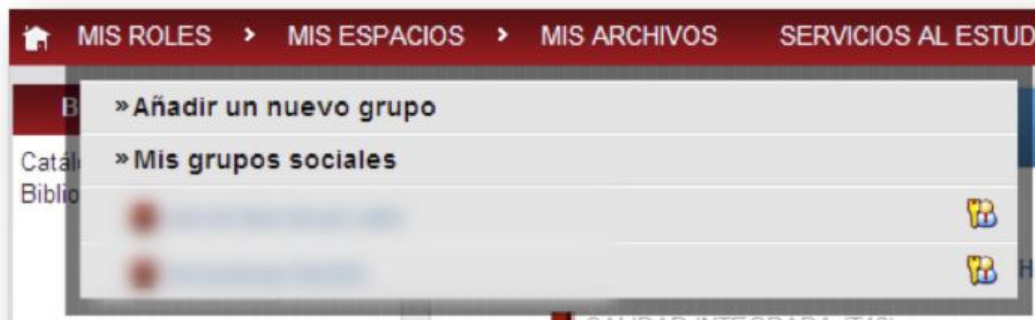 MIS ROLES > MIS ESPACIOS > MIS ARCHIVOS SERVICIOS AL ESTUD
B
» Añadir un nuevo grupo
» Mis grupos sociales
Catál
Biblio
H